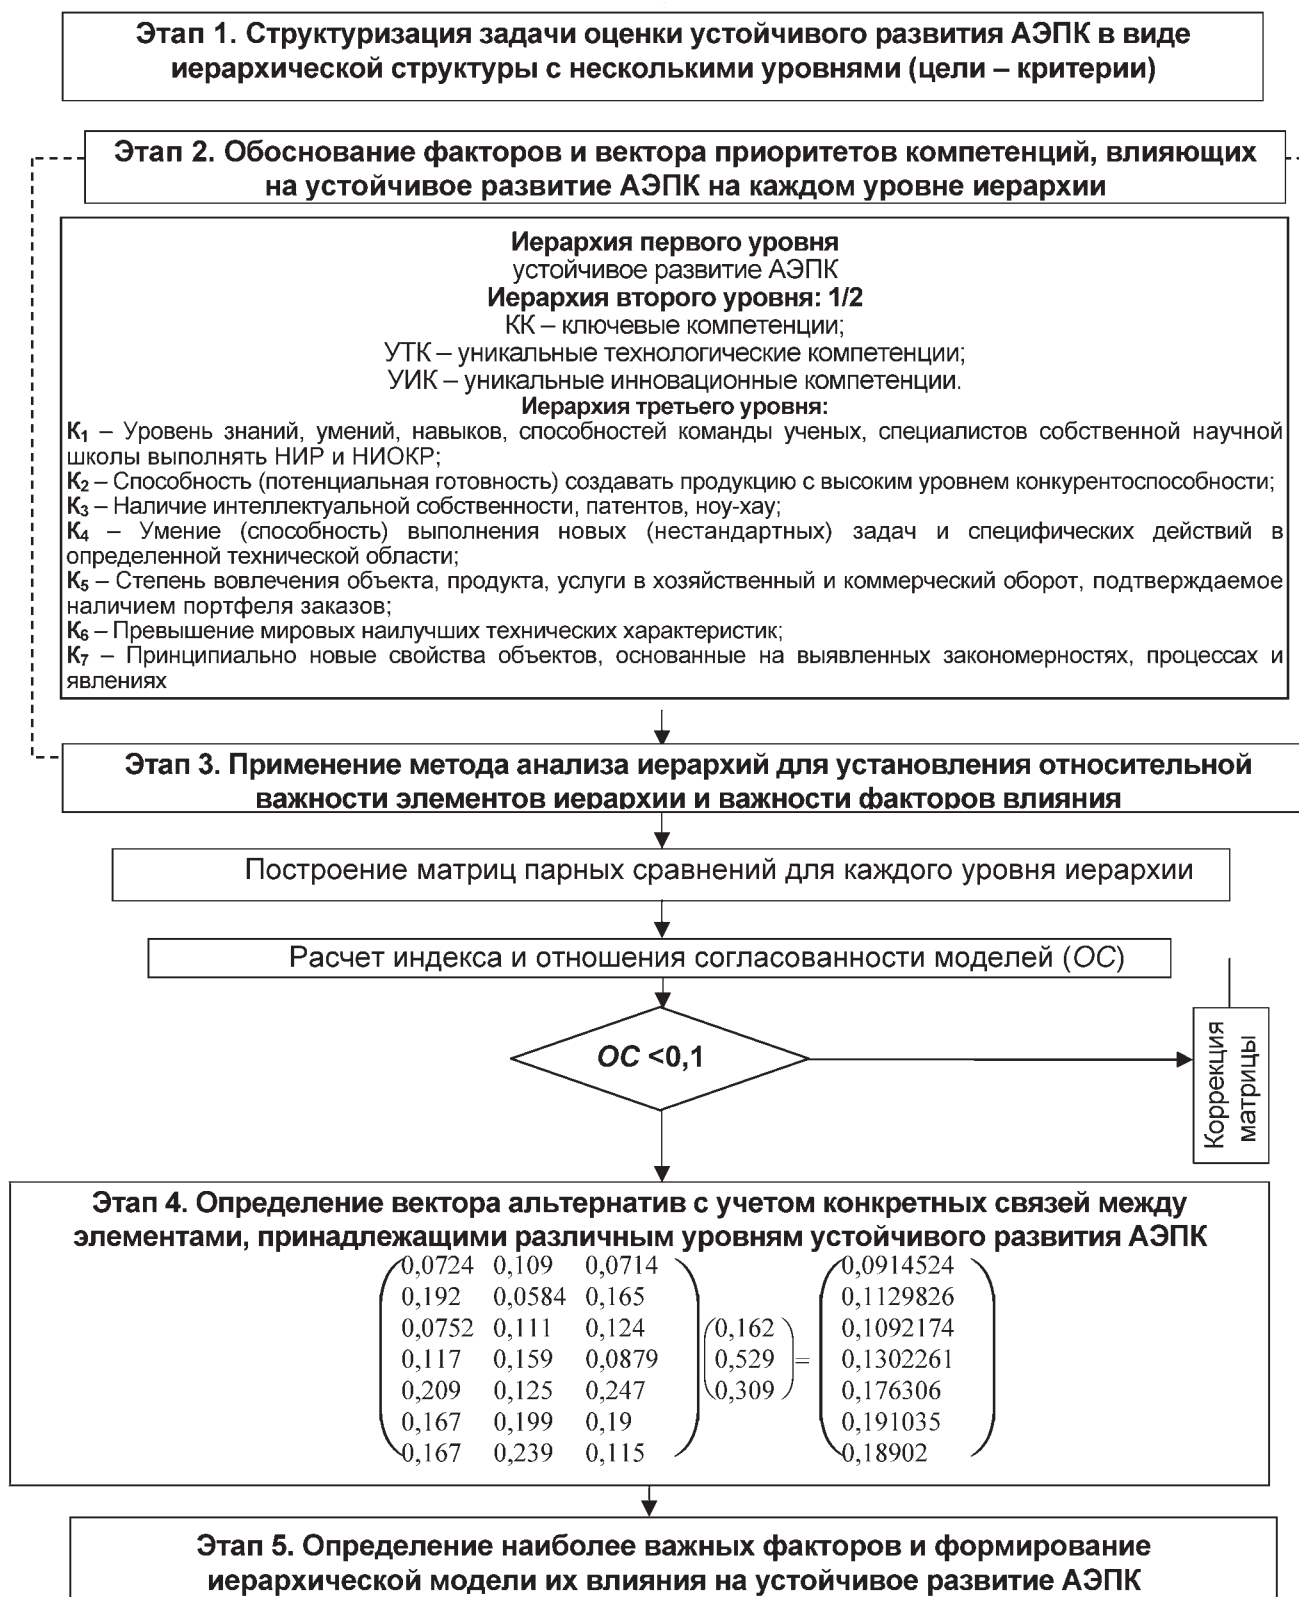 Этап 1. Структуризация задачи оценки устойчивого развития АЭПК в виде
иерархической структуры с несколькими уровнями (цели – критерии)
Этап 2. Обоснование факторов и вектора приоритетов компетенций, влияющих
на устойчивое развитие АЭПК на каждом уровне иерархии
Иерархия первого уровня
устойчивое развитие АЭПК
Иерархия второго уровня: 1/2
КК – ключевые компетенции;
УТК – уникальные технологические компетенции;
УИК – уникальные инновационные компетенции.
Иерархия третьего уровня:
К₁ – Уровень знаний, умений, навыков, способностей команды ученых, специалистов собственной научной
школы выполнять НИР и НИОКР;
К₂ – Способность (потенциальная готовность) создавать продукцию с высоким уровнем конкурентоспособности;
К₃ – Наличие интеллектуальной собственности, патентов, ноу-хау;
К₄ – Умение (способность) выполнения новых (нестандартных) задач и специфических действий в
определенной технической области;
К₅ – Степень вовлечения объекта, продукта, услуги в хозяйственный и коммерческий оборот, подтверждаемое
наличием портфеля заказов;
К₆ – Превышение мировых наилучших технических характеристик;
К₇ – Принципиально новые свойства объектов, основанные на выявленных закономерностях, процессах и
явлениях
Этап 3. Применение метода анализа иерархий для установления относительной
важности элементов иерархии и важности факторов влияния
Построение матриц парных сравнений для каждого уровня иерархии
Расчет индекса и отношения согласованности моделей (ОС)
ОС <0,1
Коррекция
матрицы
Этап 4. Определение вектора альтернатив с учетом конкретных связей между
элементами, принадлежащими различным уровням устойчивого развития АЭПК
0,0724 0,109 0,0714 0,0914524
0,192 0,0584 0,165 0,1129826
0,0752 0,111 0,124 0,162 0,1092174
0,117 0,159 0,0879 0,529 = 0,1302261
0,209 0,125 0,247 0,309 0,176306
0,167 0,199 0,19 0,191035
0,167 0,239 0,115 0,18902
Этап 5. Определение наиболее важных факторов и формирование
иерархической модели их влияния на устойчивое развитие АЭПК